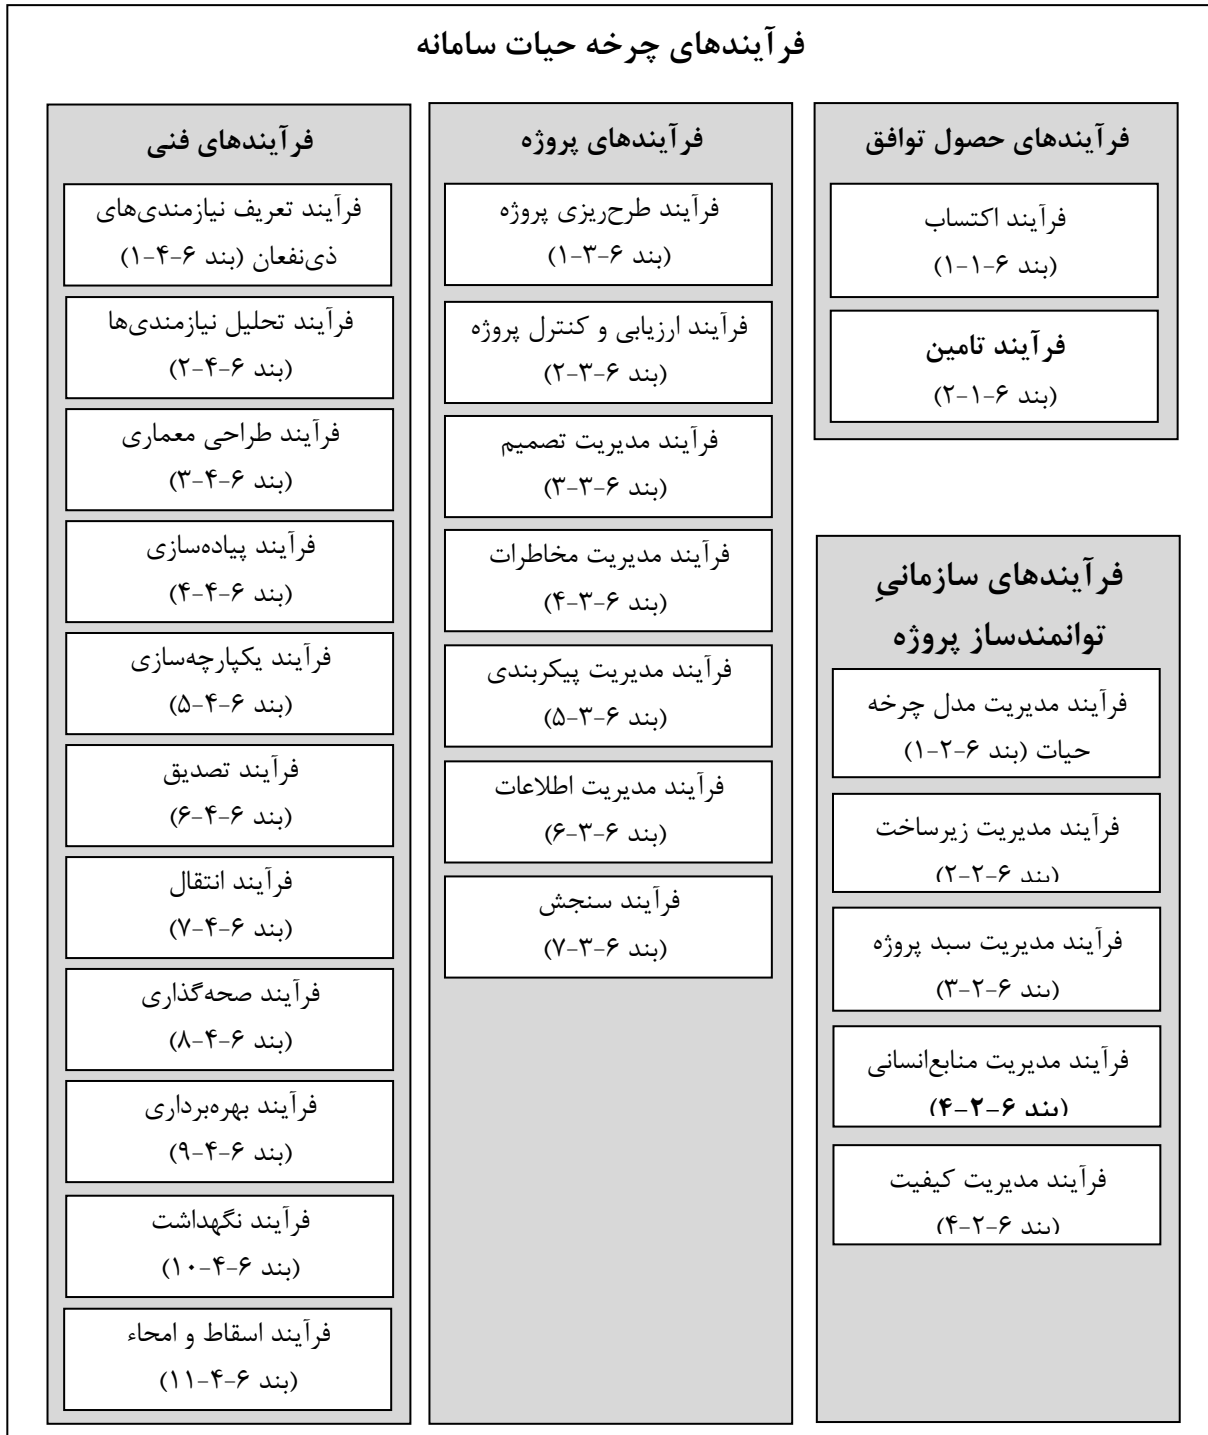 فرآیندهای چرخه حیات سامانه
فرآیندهای حصول توافق
فرآیند اکتساب
(بند ۶-۱-۱)
فرآیند تامین
(بند ۶-۱-۲)
فرآیندهای سازمانیِ
توانمندساز پروژه
فرآیند مدیریت مدل چرخه
حیات (بند ۶-۲-۱)
فرآیند مدیریت زیرساخت
(بند ۶-۲-۲)
فرآیند مدیریت سبد پروژه
(بند ۶-۲-۳)
فرآیند مدیریت منابع‌انسانی
(بند ۶-۲-۴)
فرآیند مدیریت کیفیت
(بند ۶-۲-۴)
فرآیندهای پروژه
فرآیند طرح‌ریزی پروژه
(بند ۶-۳-۱)
فرآیند ارزیابی و کنترل پروژه
(بند ۶-۳-۲)
فرآیند مدیریت تصمیم
(بند ۶-۳-۳)
فرآیند مدیریت مخاطرات
(بند ۶-۳-۴)
فرآیند مدیریت پیکربندی
(بند ۶-۳-۵)
فرآیند مدیریت اطلاعات
(بند ۶-۳-۶)
فرآیند سنجش
(بند ۶-۳-۷)
فرآیندهای فنی
فرآیند تعریف نیازمندی‌های
ذی‌نفعان (بند ۶-۴-۱)
فرآیند تحلیل نیازمندی‌ها
(بند ۶-۴-۲)
فرآیند طراحی معماری
(بند ۶-۴-۳)
فرآیند پیاده‌سازی
(بند ۶-۴-۴)
فرآیند یکپارچه‌سازی
(بند ۶-۴-۵)
فرآیند تصدیق
(بند ۶-۴-۶)
فرآیند انتقال
(بند ۶-۴-۷)
فرآیند صحه‌گذاری
(بند ۶-۴-۸)
فرآیند بهره‌برداری
(بند ۶-۴-۹)
فرآیند نگهداشت
(بند ۶-۴-۱۰)
فرآیند اسقاط و امحاء
(بند ۶-۴-۱۱)